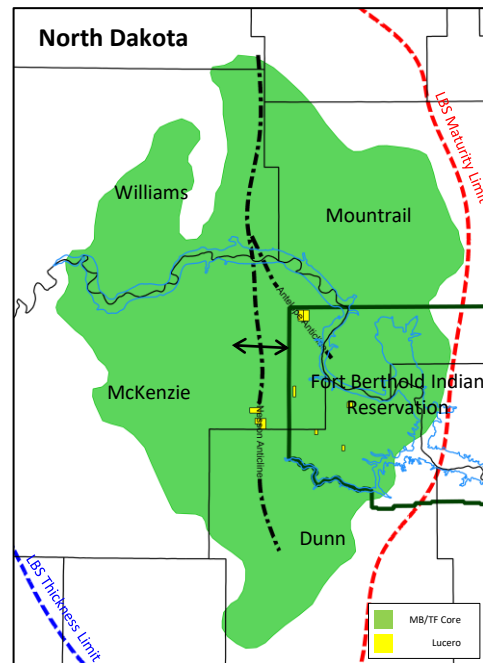 North Dakota
LBS Maturity Limit
Williams
Mountrail
Antelope Anticline
McKenzie
Fort Berthold Indian
Reservation
Nesson Anticline
Dunn
LBS Thickness Limit
MB/TF Core
Lucero